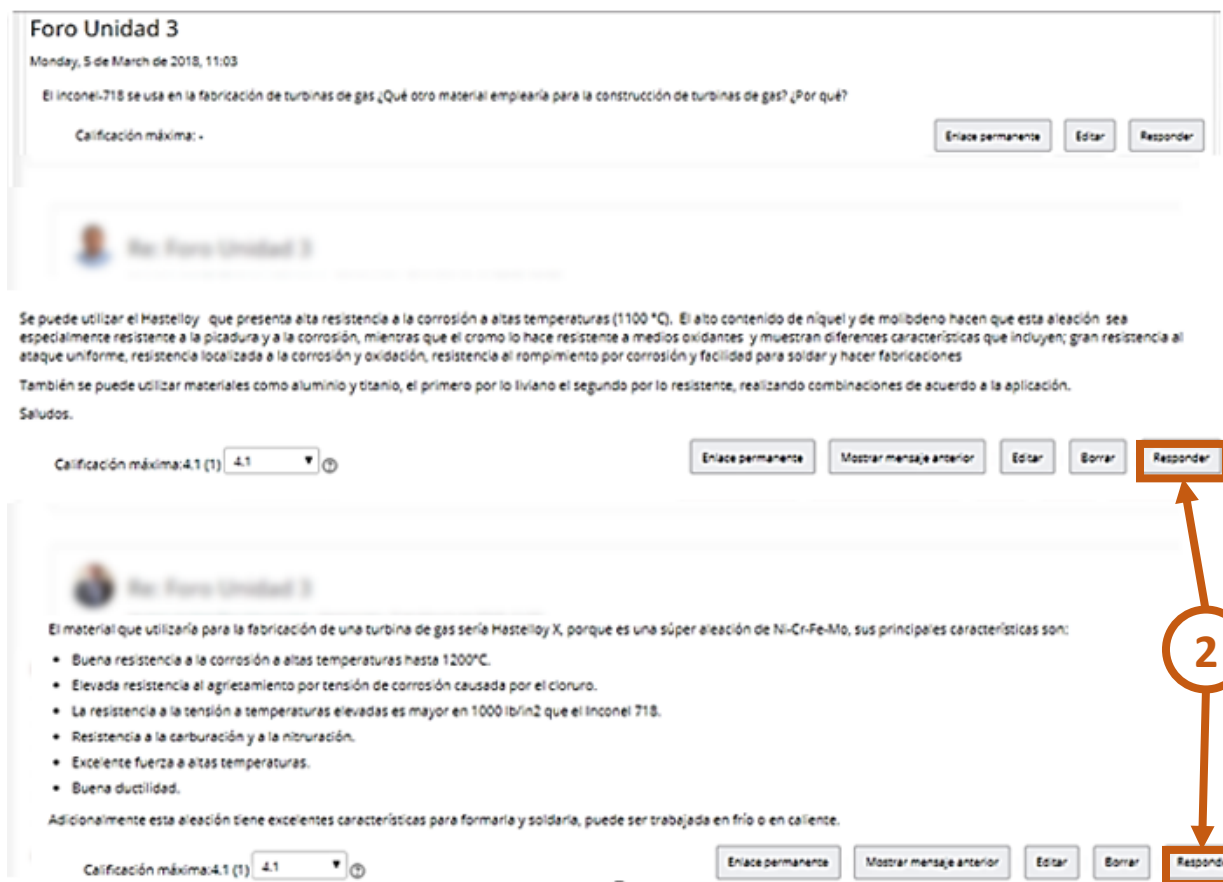 Foro Unidad 3
Monday, 5 de March de 2018, 11:03
El inconel-718 se usa en la fabricación de turbinas de gas ¿Qué otro material emplearía para la construcción de turbinas de gas? ¿Por qué?
Calificación máxima: -
Enlace permanente
Editar
Responder
Re: Foro Unidad 3
Se puede utilizar el Hastelloy que presenta alta resistencia a la corrosión a altas temperaturas (1100 °C). El alto contenido de níquel y de molibdeno hacen que esta aleación sea
especialmente resistente a la picadura y a la corrosión, mientras que el cromo lo hace resistente a medios oxidantes y muestran diferentes características que incluyen; gran resistencia al
ataque uniforme, resistencia localizada a la corrosión y oxidación, resistencia al rompimiento por corrosión y facilidad para soldar y hacer fabricaciones
También se puede utilizar materiales como aluminio y titanio, el primero por lo liviano el segundo por lo resistente, realizando combinaciones de acuerdo a la aplicación.
Saludos.
Calificación máxima:4.1 (1) 4.1
Enlace permanente
Mostrar mensaje anterior
Editar
Borrar
Responder
Re: Foro Unidad 3
El material que utilizaría para la fabricación de una turbina de gas sería Hastelloy X, porque es una súper aleación de Ni-Cr-Fe-Mo, sus principales características son:
• Buena resistencia a la corrosión a altas temperaturas hasta 1200°C.
• Elevada resistencia al agrietamiento por tensión de corrosión causada por el cloruro.
• La resistencia a la tensión a temperaturas elevadas es mayor en 1000 lb/in2 que el Inconel 718.
• Resistencia a la carburación y a la nitruración.
• Excelente fuerza a altas temperaturas.
• Buena ductilidad.
2
Adicionalmente esta aleación tiene excelentes características para formarla y soldarla, puede ser trabajada en frío o en caliente.
Calificación máxima:4.1 (1) 4.1
Enlace permanente
Mostrar mensaje anterior
Editar
Borrar
Respond